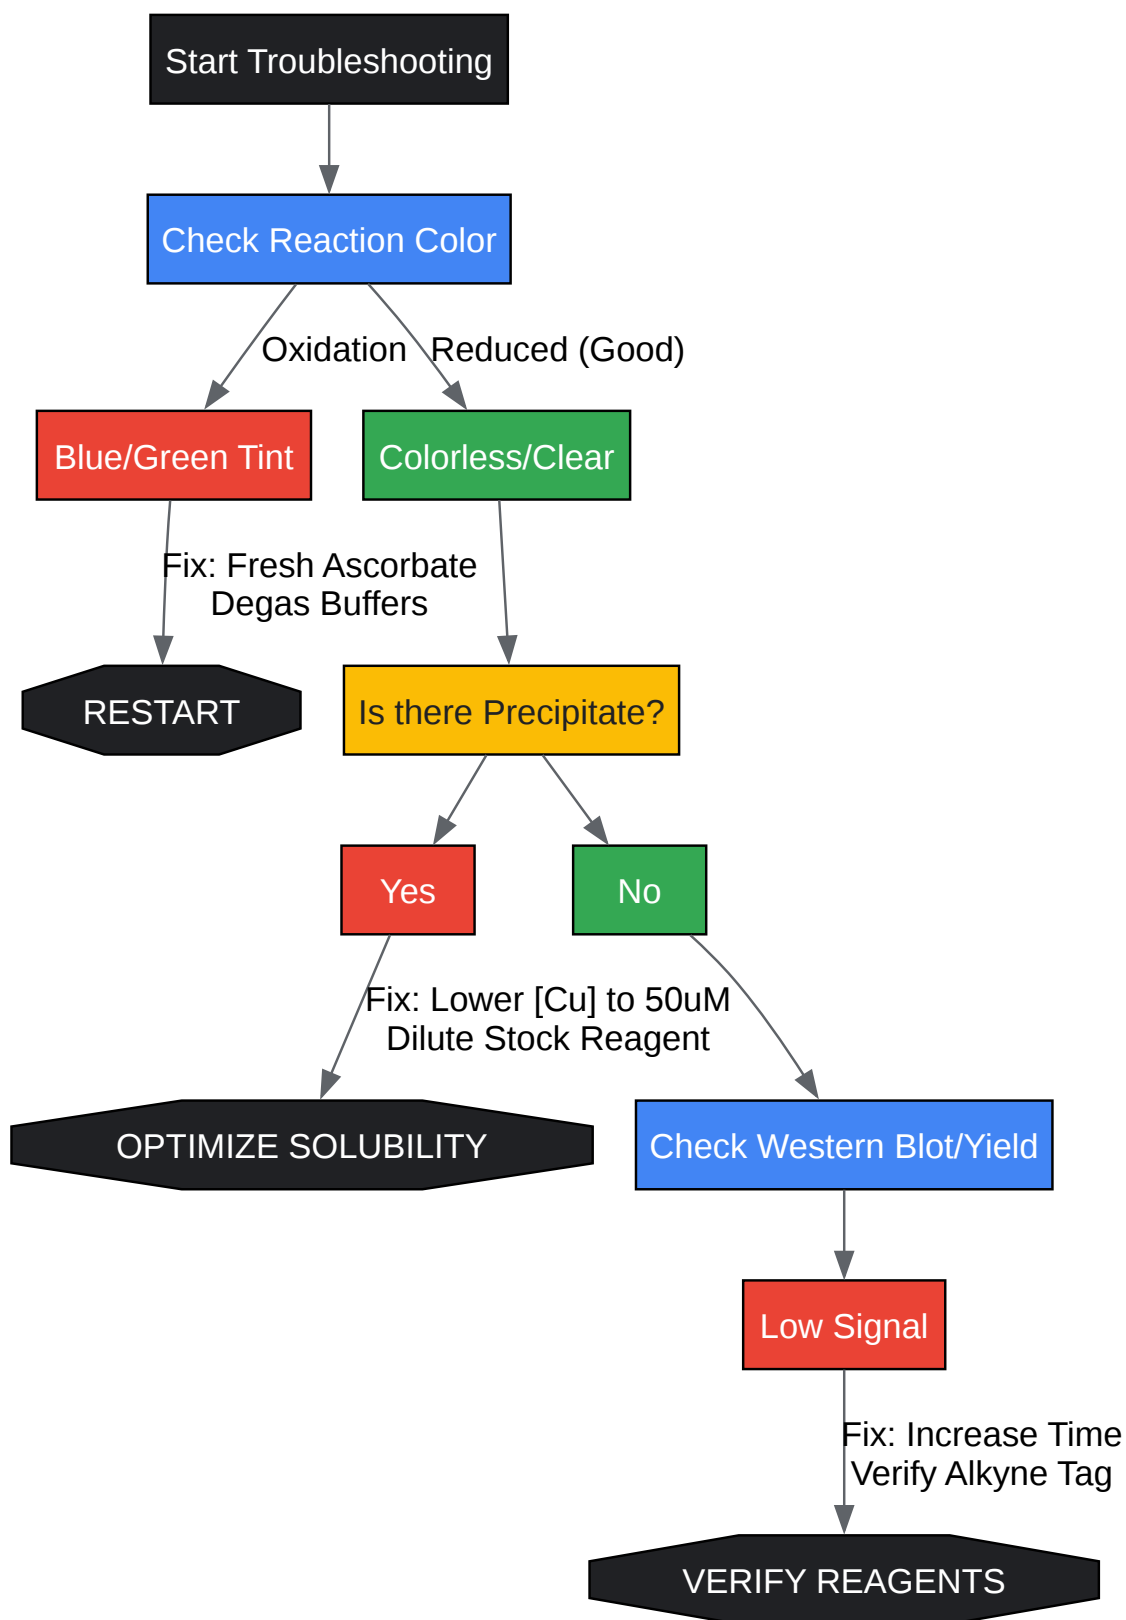 Start Troubleshooting
Check Reaction Color
Oxidation
Reduced (Good)
Blue/Green Tint
Colorless/Clear
Fix: Fresh Ascorbate
Degas Buffers
RESTART
Is there Precipitate?
Yes
No
Fix: Lower [Cu] to 50uM
Dilute Stock Reagent
OPTIMIZE SOLUBILITY
Check Western Blot/Yield
Low Signal
Fix: Increase Time
Verify Alkyne Tag
VERIFY REAGENTS